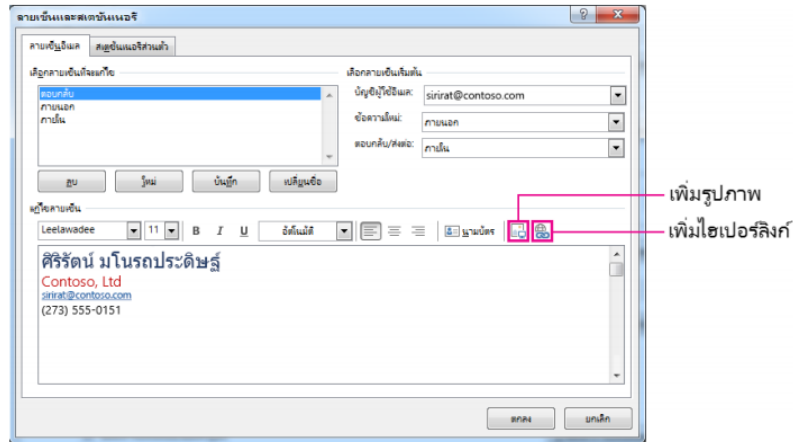 ลายเซ็นและสเตชันเนอรี
ลายเซ็นอีเมล สเตชันเนอรีส่วนตัว
เลือกลายเซ็นที่จะแก้ไข
ตอบกลับ
ภายนอก
ภายใน
ลบ ใหม่ บันทึก เปลี่ยนชื่อ
เลือกลายเซ็นเริ่มต้น
บัญชีผู้ใช้อีเมล: sirirat@contoso.com
ข้อความใหม่: ภายนอก
ตอบกลับ/ส่งต่อ: ภายใน
แก้ไขลายเซ็น
Leelawadee 11 B I U อัตโนมัติ นามบัตร
เพิ่มรูปภาพ
เพิ่มไฮเปอร์ลิงก์
ศิริรัตน์ มโนรถประดิษฐ์
Contoso, Ltd
sirirat@contoso.com
(273) 555-0151
ตกลง ยกเลิก